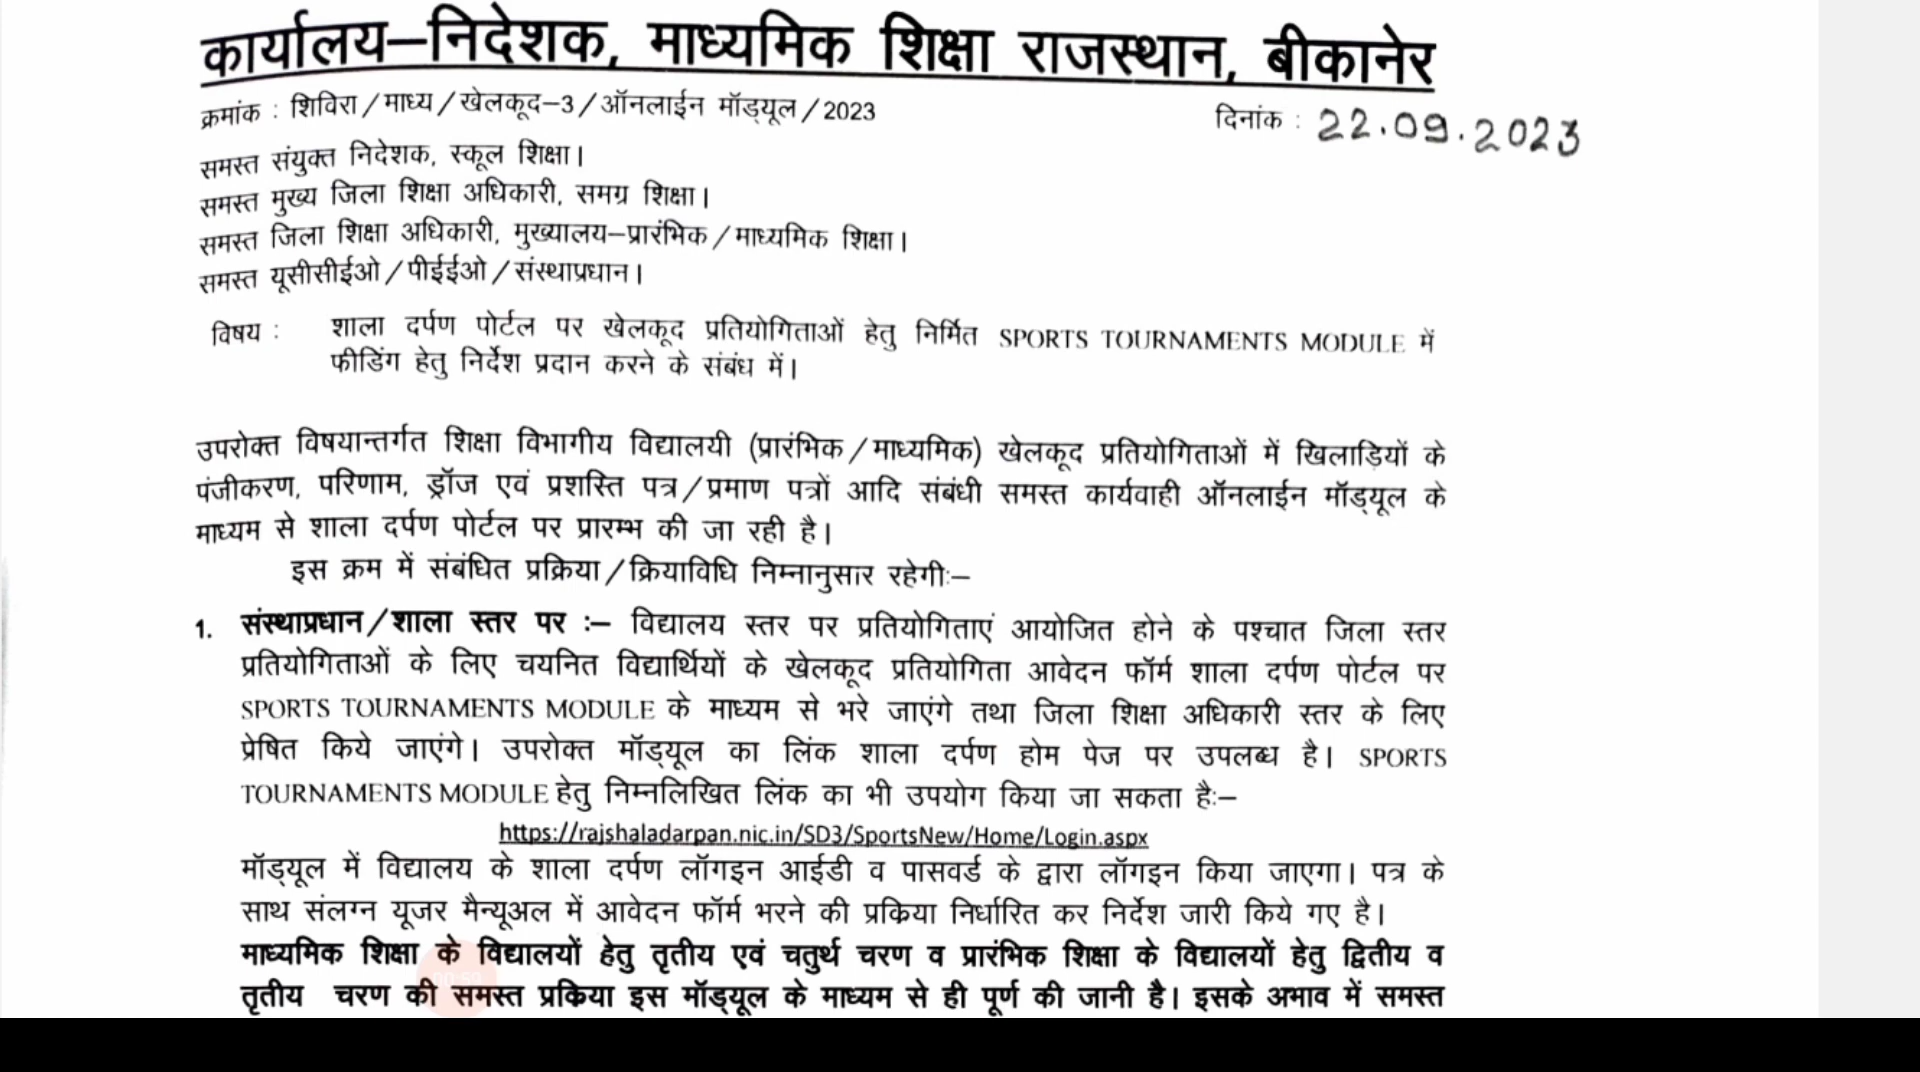 कार्यालय–निदेशक, माध्यमिक शिक्षा राजस्थान, बीकानेर
क्रमांक : शिविरा/माध्य/खेलकूद–3/ऑनलाईन मॉड्यूल/2023 दिनांक : 22.09.2023
समस्त संयुक्त निदेशक, स्कूल शिक्षा।
समस्त मुख्य जिला शिक्षा अधिकारी, समग्र शिक्षा।
समस्त जिला शिक्षा अधिकारी, मुख्यालय–प्रारंभिक/माध्यमिक शिक्षा।
समस्त यूसीसीईओ/पीईईओ/संस्थाप्रधान।
विषय : शाला दर्पण पोर्टल पर खेलकूद प्रतियोगिताओं हेतु निर्मित SPORTS TOURNAMENTS MODULE में
फीडिंग हेतु निर्देश प्रदान करने के संबंध में।
उपरोक्त विषयान्तर्गत शिक्षा विभागीय विद्यालयी (प्रारंभिक/माध्यमिक) खेलकूद प्रतियोगिताओं में खिलाड़ियों के
पंजीकरण, परिणाम, ड्रॉज एवं प्रशस्ति पत्र/प्रमाण पत्रों आदि संबंधी समस्त कार्यवाही ऑनलाईन मॉड्यूल के
माध्यम से शाला दर्पण पोर्टल पर प्रारम्भ की जा रही है।
इस क्रम में संबंधित प्रक्रिया/क्रियाविधि निम्नानुसार रहेगीः–
1. संस्थाप्रधान/शाला स्तर पर :– विद्यालय स्तर पर प्रतियोगिताएं आयोजित होने के पश्चात जिला स्तर
प्रतियोगिताओं के लिए चयनित विद्यार्थियों के खेलकूद प्रतियोगिता आवेदन फॉर्म शाला दर्पण पोर्टल पर
SPORTS TOURNAMENTS MODULE के माध्यम से भरे जाएंगे तथा जिला शिक्षा अधिकारी स्तर के लिए
प्रेषित किये जाएंगे। उपरोक्त मॉड्यूल का लिंक शाला दर्पण होम पेज पर उपलब्ध है। SPORTS
TOURNAMENTS MODULE हेतु निम्नलिखित लिंक का भी उपयोग किया जा सकता हैः–
https://rajshaladarpan.nic.in/SD3/SportsNew/Home/Login.aspx
मॉड्यूल में विद्यालय के शाला दर्पण लॉगइन आईडी व पासवर्ड के द्वारा लॉगइन किया जाएगा। पत्र के
साथ संलग्न यूजर मैन्यूअल में आवेदन फॉर्म भरने की प्रकिया निर्धारित कर निर्देश जारी किये गए है।
माध्यमिक शिक्षा के विद्यालयों हेतु तृतीय एवं चतुर्थ चरण व प्रारंभिक शिक्षा के विद्यालयों हेतु द्वितीय व
तृतीय चरण की समस्त प्रकिया इस मॉड्यूल के माध्यम से ही पूर्ण की जानी है। इसके अभाव में समस्त